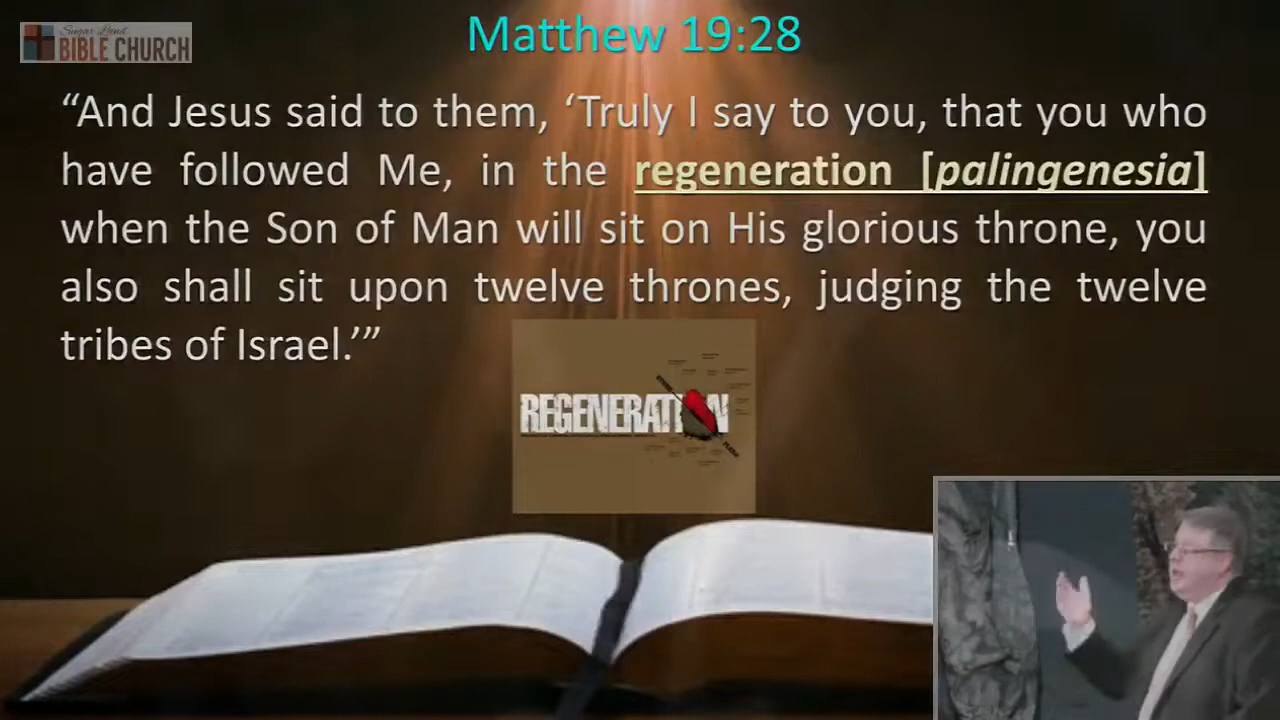 Sugar Land
BIBLE CHURCH
Matthew 19:28
“And Jesus said to them, ‘Truly I say to you, that you who
have followed Me, in the regeneration [palingenesia]
when the Son of Man will sit on His glorious throne, you
also shall sit upon twelve thrones, judging the twelve
tribes of Israel.’”
REGENERATION